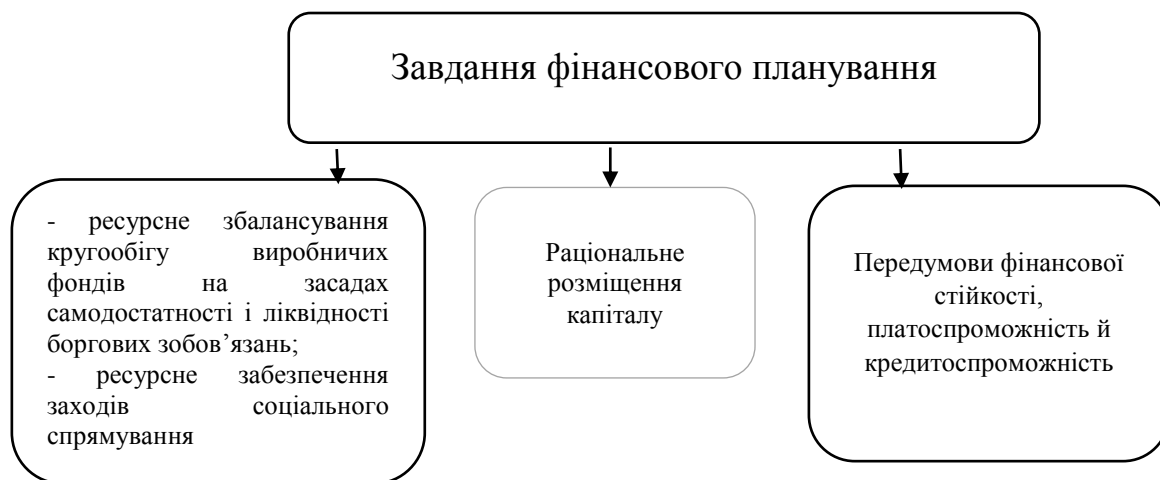 Завдання фінансового планування
- ресурсне збалансування
кругообігу виробничих
фондів на засадах
самодостатності і ліквідності
боргових зобов’язань;
- ресурсне забезпечення
заходів соціального
спрямування
Раціональне
розміщення
капіталу
Передумови фінансової
стійкості,
платоспроможність й
кредитоспроможність